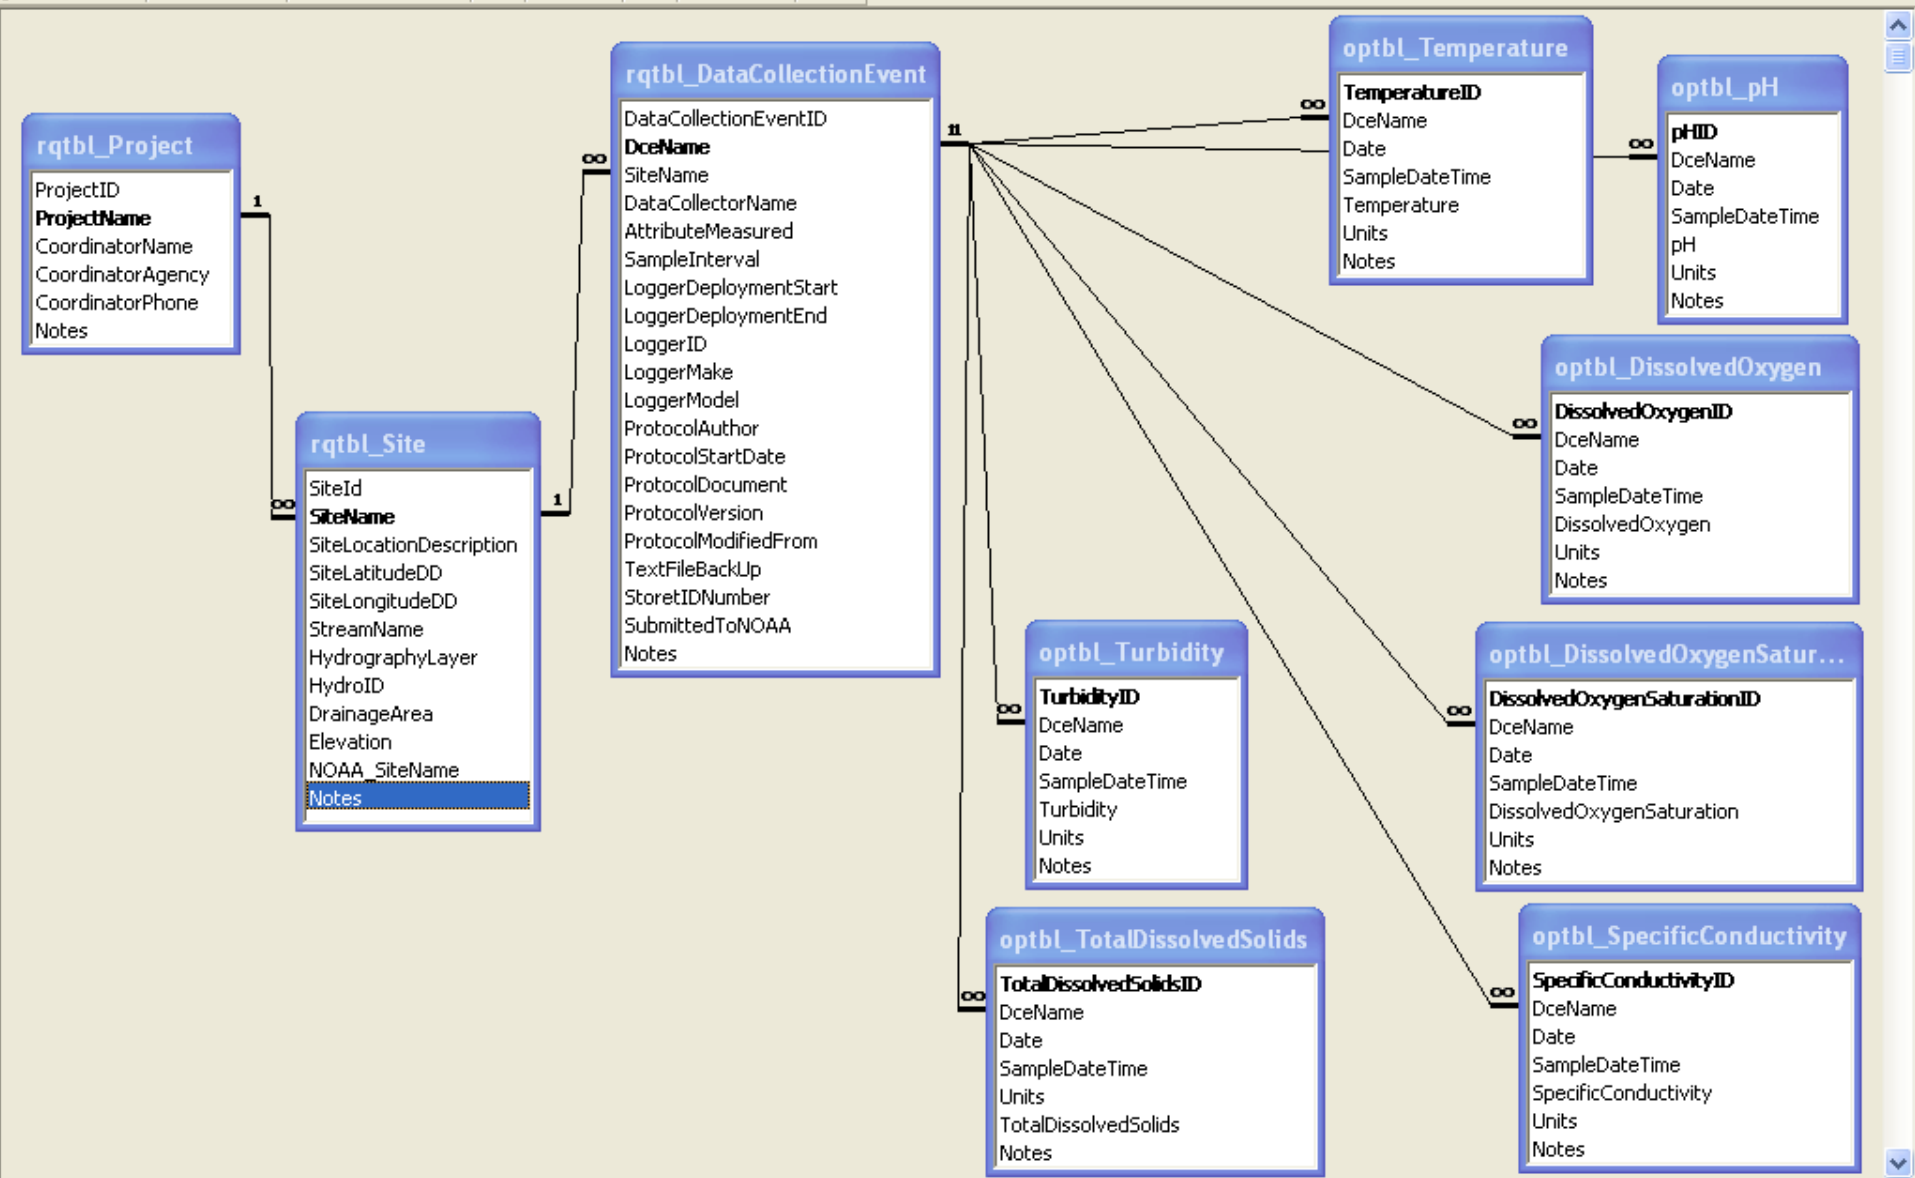 rqtbl_Project
ProjectID
ProjectName
CoordinatorName
CoordinatorAgency
CoordinatorPhone
Notes
1
∞
rqtbl_Site
SiteId
SiteName
SiteLocationDescription
SiteLatitudeDD
SiteLongitudeDD
StreamName
HydrographyLayer
HydroID
DrainageArea
Elevation
NOAA_SiteName
Notes
1
∞
rqtbl_DataCollectionEvent
DataCollectionEventID
DceName
SiteName
DataCollectorName
AttributeMeasured
SampleInterval
LoggerDeploymentStart
LoggerDeploymentEnd
LoggerID
LoggerMake
LoggerModel
ProtocolAuthor
ProtocolStartDate
ProtocolDocument
ProtocolVersion
ProtocolModifiedFrom
TextFileBackUp
StoretIDNumber
SubmittedToNOAA
Notes
11
∞
optbl_Temperature
TemperatureID
DceName
Date
SampleDateTime
Temperature
Units
Notes
∞
optbl_pH
pHID
DceName
Date
SampleDateTime
pH
Units
Notes
∞
optbl_DissolvedOxygen
DissolvedOxygenID
DceName
Date
SampleDateTime
DissolvedOxygen
Units
Notes
∞
optbl_Turbidity
TurbidityID
DceName
Date
SampleDateTime
Turbidity
Units
Notes
∞
optbl_DissolvedOxygenSatur...
DissolvedOxygenSaturationID
DceName
Date
SampleDateTime
DissolvedOxygenSaturation
Units
Notes
∞
optbl_TotalDissolvedSolids
TotalDissolvedSolidsID
DceName
Date
SampleDateTime
Units
TotalDissolvedSolids
Notes
∞
optbl_SpecificConductivity
SpecificConductivityID
DceName
Date
SampleDateTime
SpecificConductivity
Units
Notes